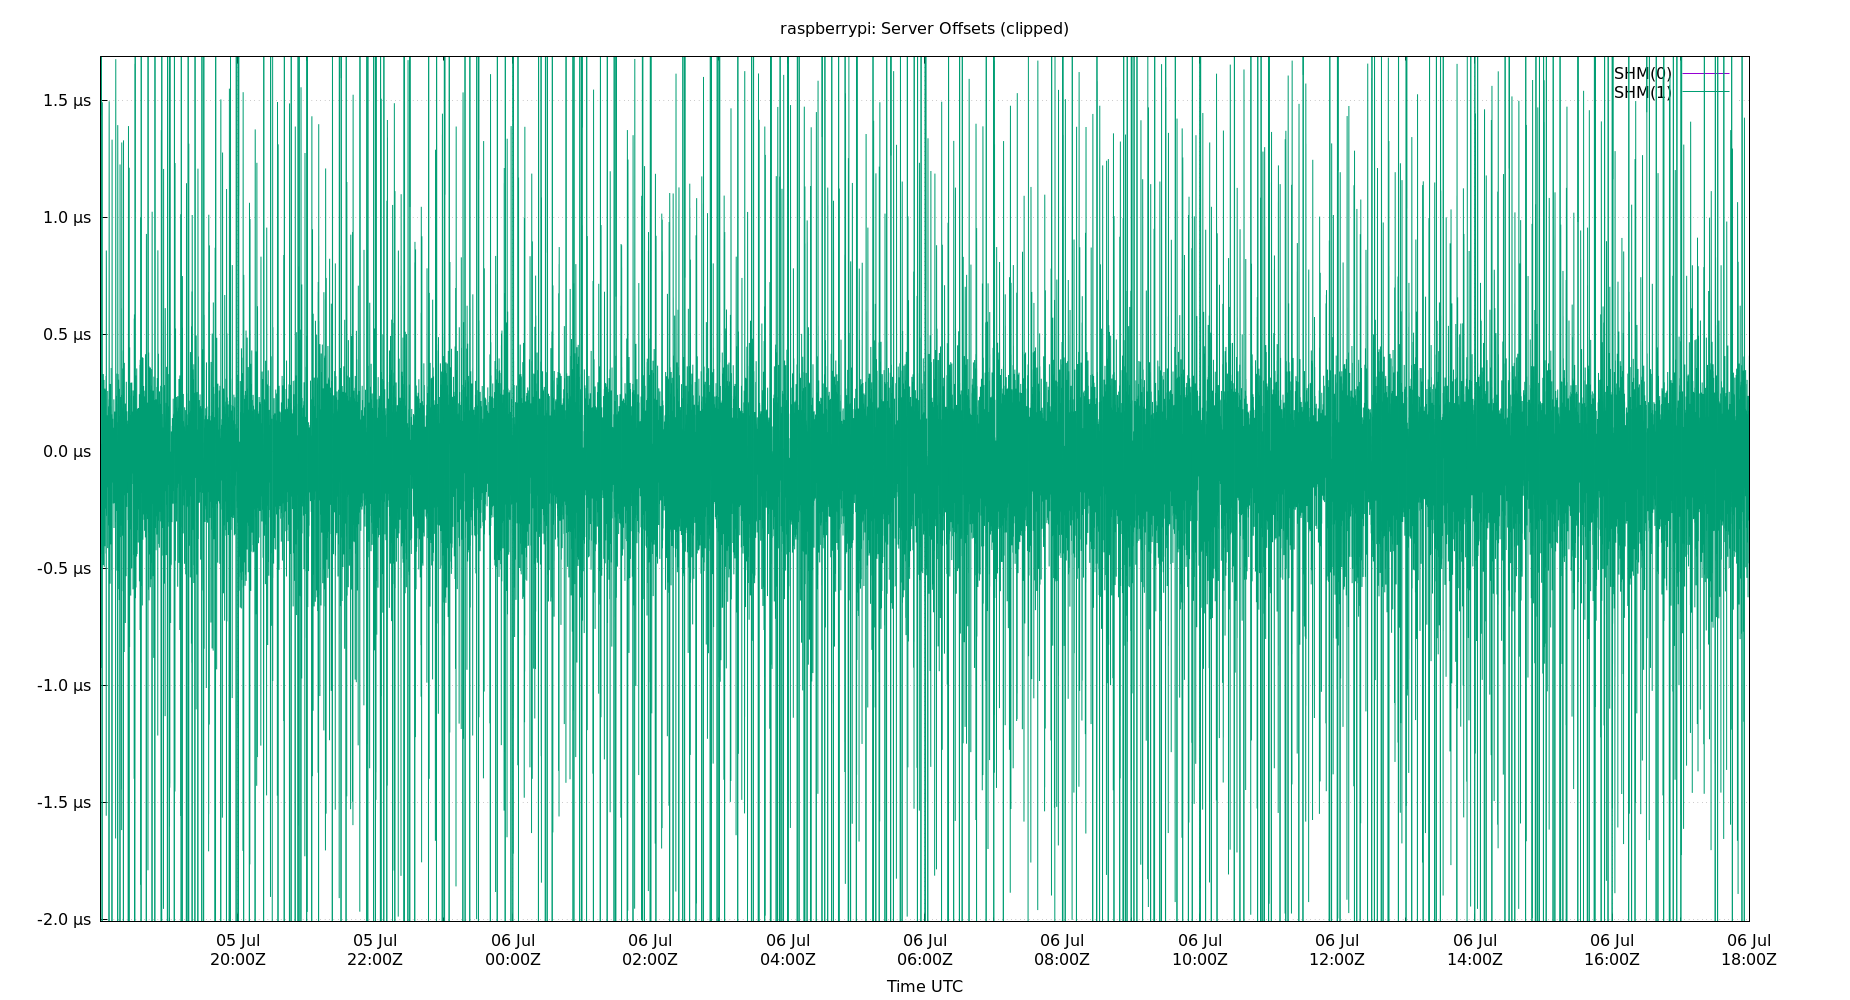 raspberrypi: Server Offsets (clipped)
SHM(0)
SHM(1)
1.5 µs
1.0 µs
0.5 µs
0.0 µs
-0.5 µs
-1.0 µs
-1.5 µs
-2.0 µs
05 Jul 05 Jul 06 Jul 06 Jul 06 Jul 06 Jul 06 Jul 06 Jul 06 Jul 06 Jul 06 Jul 06 Jul
20:00Z 22:00Z 00:00Z 02:00Z 04:00Z 06:00Z 08:00Z 10:00Z 12:00Z 14:00Z 16:00Z 18:00Z
Time UTC